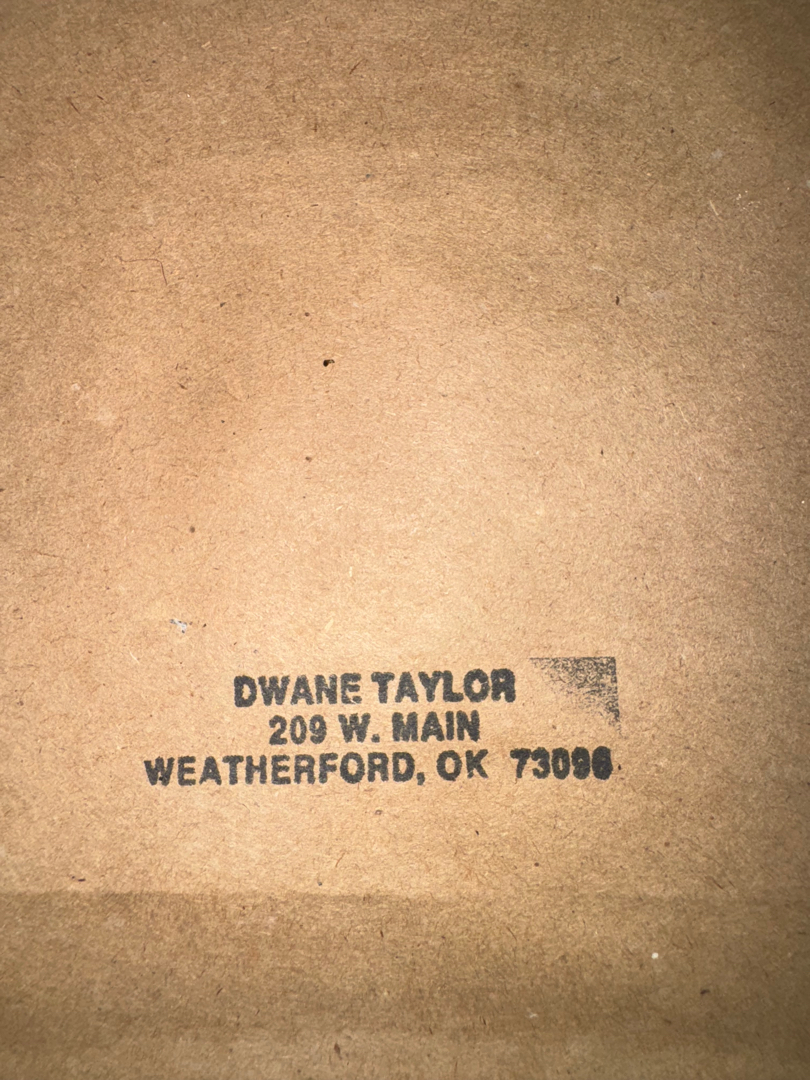 DWANE TAYLOR
209 W. MAIN
WEATHERFORD, OK 73096